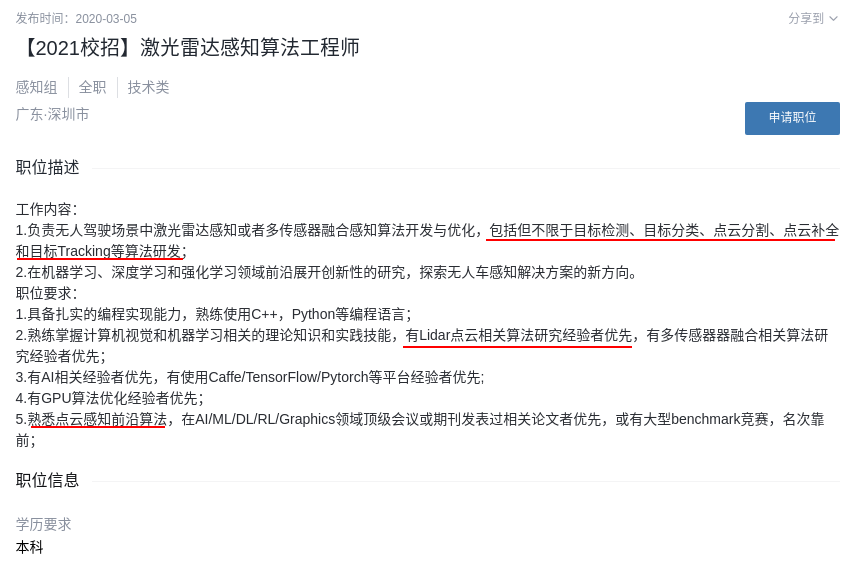 发布时间：2020-03-05
分享到
【2021校招】激光雷达感知算法工程师
感知组 全职 技术类
广东·深圳市
申请职位
职位描述
工作内容：
1.负责无人驾驶场景中激光雷达感知或者多传感器融合感知算法开发与优化，包括但不限于目标检测、目标分类、点云分割、点云补全
和目标Tracking等算法研发；
2.在机器学习、深度学习和强化学习领域前沿展开创新性的研究，探索无人车感知解决方案的新方向。
职位要求：
1.具备扎实的编程实现能力，熟练使用C++，Python等编程语言；
2.熟练掌握计算机视觉和机器学习相关的理论知识和实践技能，有Lidar点云相关算法研究经验者优先，有多传感器器融合相关算法研
究经验者优先；
3.有AI相关经验者优先，有使用Caffe/TensorFlow/Pytorch等平台经验者优先;
4.有GPU算法优化经验者优先；
5.熟悉点云感知前沿算法，在AI/ML/DL/RL/Graphics领域顶级会议或期刊发表过相关论文者优先，或有大型benchmark竞赛，名次靠
前；
职位信息
学历要求
本科